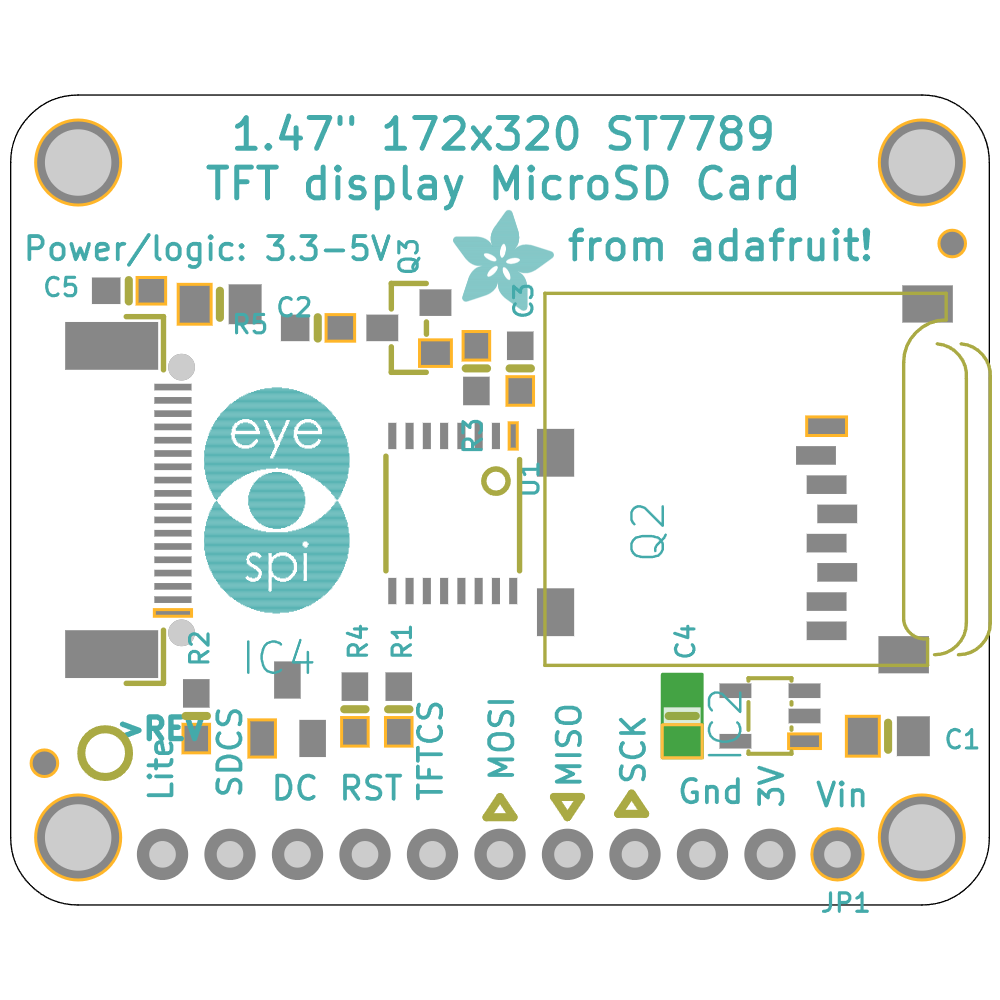 1.47" 172x320 ST7789
TFT display MicroSD Card
Power/logic: 3.3-5V
Q3
from adafruit!
C5
R5
C2
C3
eye
spi
R3
U1
Q2
R2
IC4
R4
R1
C4
IC2
C1
>REV
Lite
SDCS
DC
RST
TFTCS
MOSI
MISO
SCK
Gnd
3V
Vin
JP1